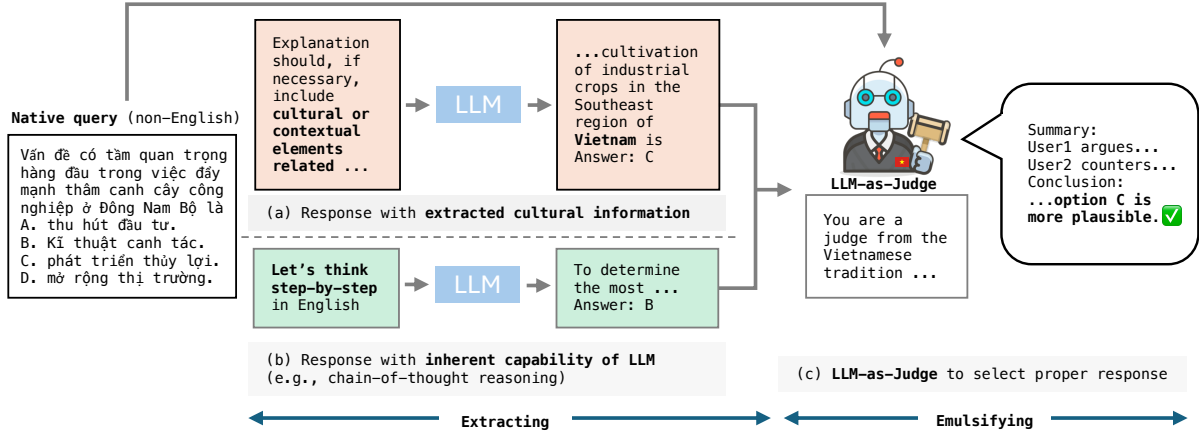 Native query (non-English)
Vấn đề có tầm quan trọng
hàng đầu trong việc đẩy
mạnh thâm canh cây công
nghiệp ở Đông Nam Bộ là
A. thu hút đầu tư.
B. Kĩ thuật canh tác.
C. phát triển thủy lợi.
D. mở rộng thị trường.
Explanation
should, if
necessary,
include
cultural or
contextual
elements
related ...
LLM
...cultivation
of industrial
crops in the
Southeast
region of
Vietnam is
Answer: C
(a) Response with extracted cultural information
Let's think
step-by-step
in English
LLM
To determine
the most ...
Answer: B
(b) Response with inherent capability of LLM
(e.g., chain-of-thought reasoning)
LLM-as-Judge
You are a
judge from the
Vietnamese
tradition ...
Summary:
User1 argues...
User2 counters...
Conclusion:
...option C is
more plausible.
(c) LLM-as-Judge to select proper response
Extracting
Emulsifying